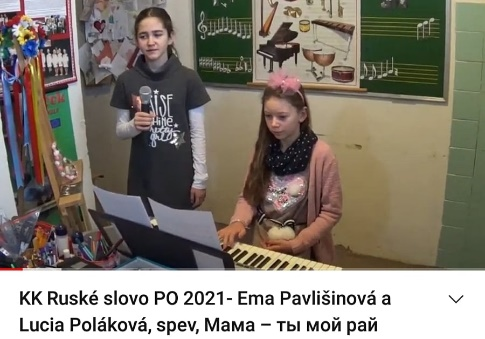 KK Ruské slovo PO 2021- Ema Pavlišinová a
Lucia Poláková, spev, Мама – ты мой рай